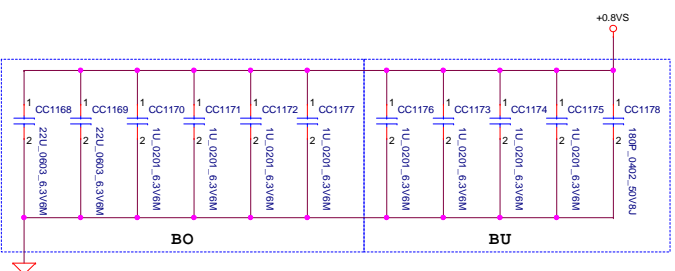 +0.8VS
1
CC1168
2
22U_0603_6.3V6M
1
CC1169
2
22U_0603_6.3V6M
1
CC1170
2
1U_0201_6.3V6M
1
CC1171
2
1U_0201_6.3V6M
1
CC1172
2
1U_0201_6.3V6M
1
CC1177
2
1U_0201_6.3V6M
1
CC1176
2
1U_0201_6.3V6M
1
CC1173
2
1U_0201_6.3V6M
1
CC1174
2
1U_0201_6.3V6M
1
CC1175
2
1U_0201_6.3V6M
1
CC1178
2
180P_0402_50V8J
BO
BU